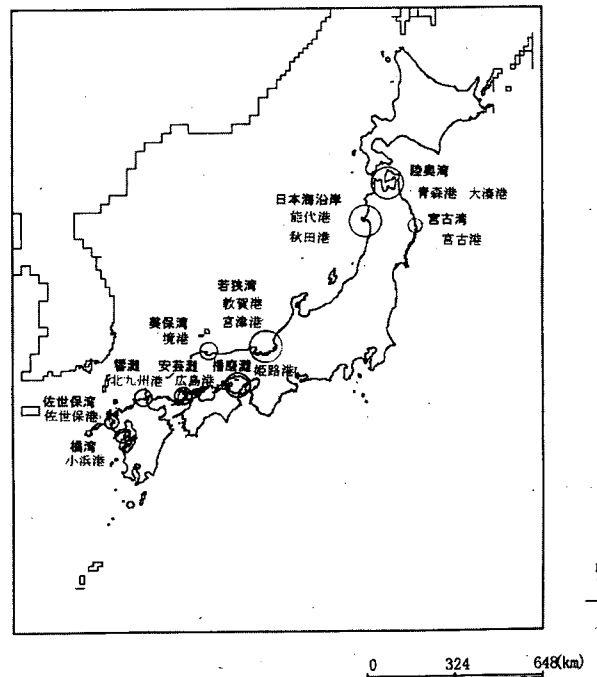 陸奥湾
青森港 大湊港
日本海沿岸
能代港
秋田港
宮古湾
宮古港
若狭湾
敦賀港
宮津港
美保湾
境港
響灘
北九州港
安芸灘
広島港
播磨灘
姫路港
佐世保湾
佐世保港
橘湾
小浜港
0 324 648(km)